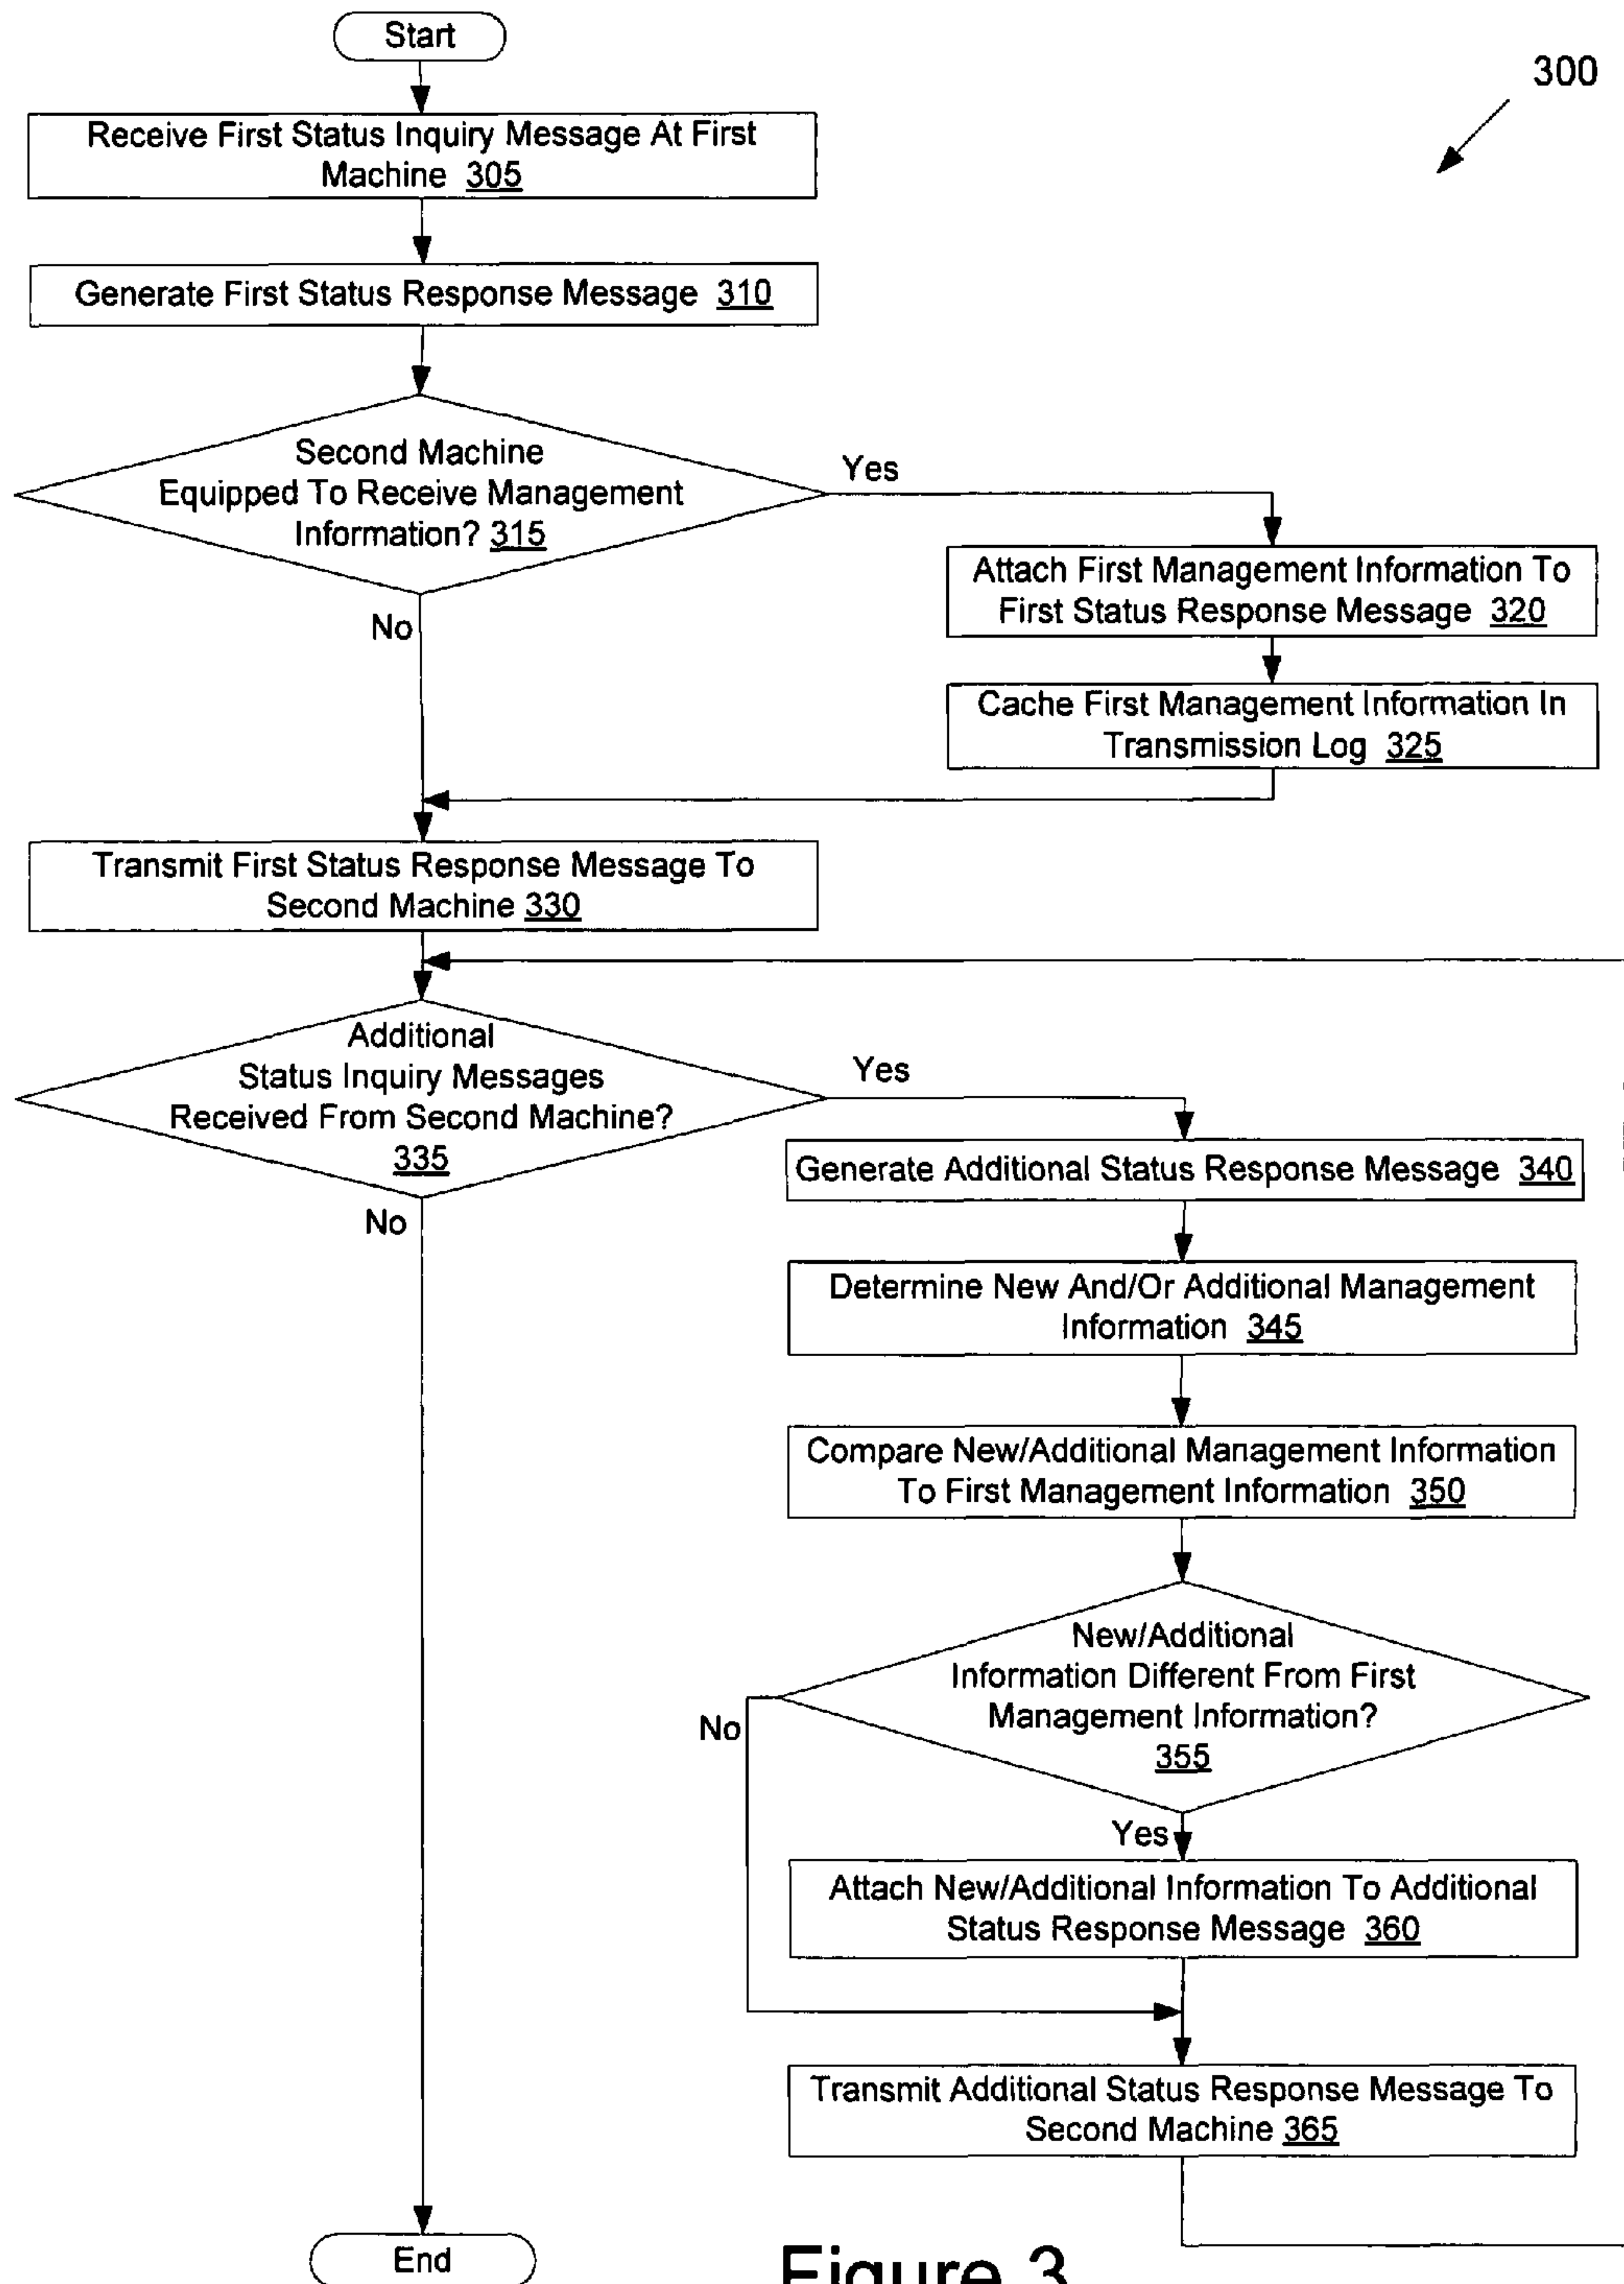 Start
300
Receive First Status Inquiry Message At First
Machine 305
Generate First Status Response Message 310
Second Machine
Equipped To Receive Management
Information? 315
Yes
No
Attach First Management Information To
First Status Response Message 320
Cache First Management Information In
Transmission Log 325
Transmit First Status Response Message To
Second Machine 330
Additional
Status Inquiry Messages
Received From Second Machine?
335
Yes
No
Generate Additional Status Response Message 340
Determine New And/Or Additional Management
Information 345
Compare New/Additional Management Information
To First Management Information 350
New/Additional
Information Different From First
Management Information?
355
No
Yes
Attach New/Additional Information To Additional
Status Response Message 360
Transmit Additional Status Response Message To
Second Machine 365
End
Figure 3